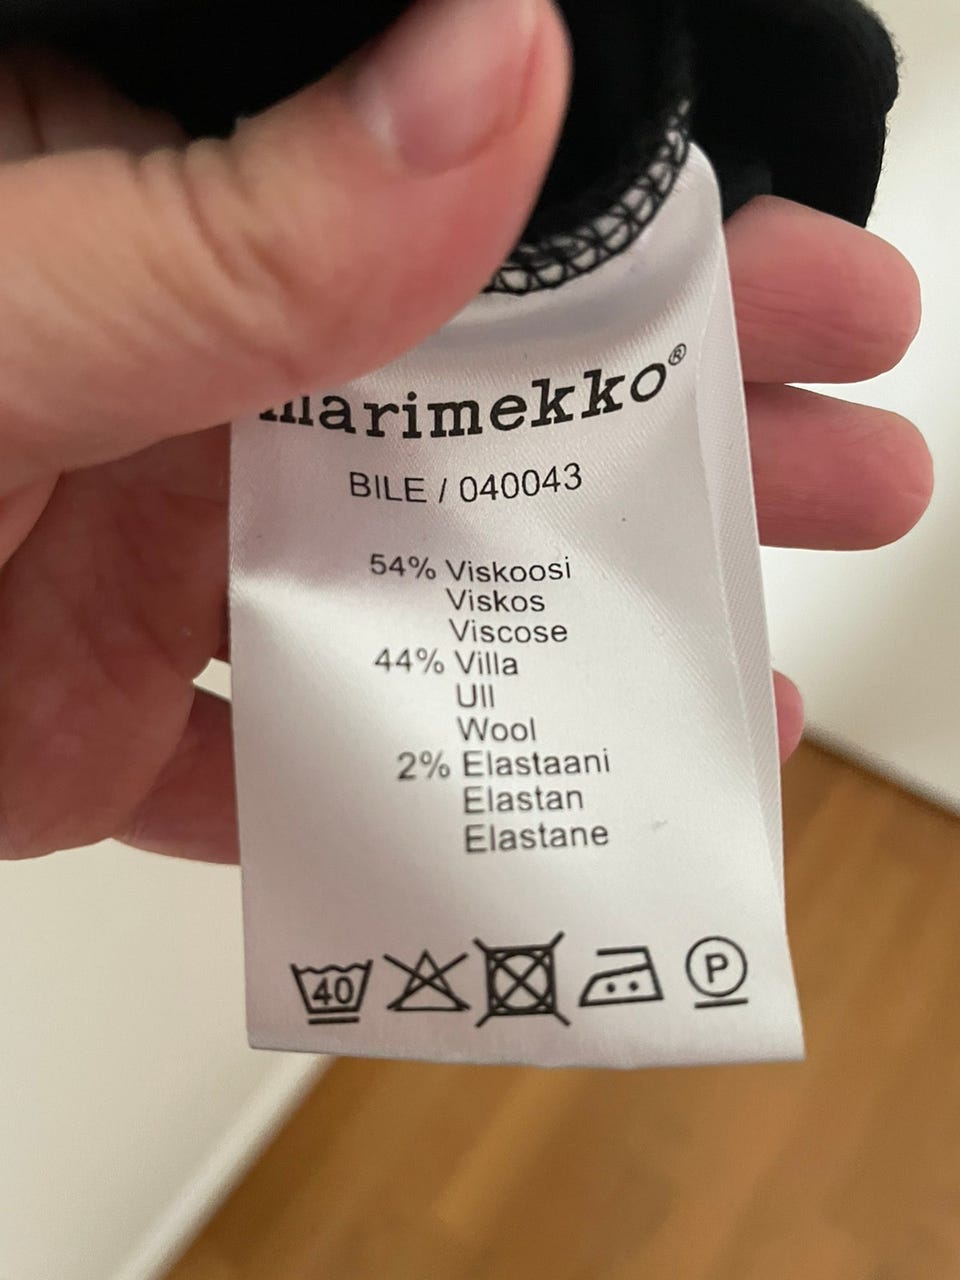 marimekko®
BILE / 040043
54% Viskoosi
Viskos
Viscose
44% Villa
Ull
Wool
2% Elastaani
Elastan
Elastane
40
P